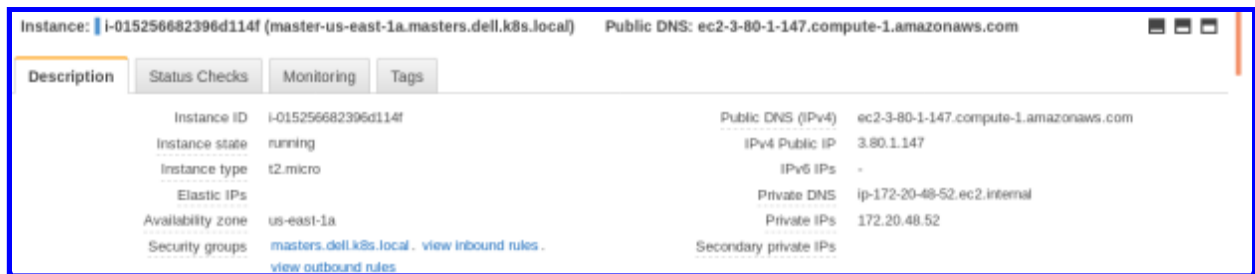 Instance: i-015256682396d114f (master-us-east-1a.masters.dell.k8s.local) Public DNS: ec2-3-80-1-147.compute-1.amazonaws.com
Description Status Checks Monitoring Tags
Instance ID i-015256682396d114f Public DNS (IPv4) ec2-3-80-1-147.compute-1.amazonaws.com
Instance state running IPv4 Public IP 3.80.1.147
Instance type t2.micro IPv6 IPs -
Elastic IPs Private DNS ip-172-20-48-52.ec2.internal
Availability zone us-east-1a Private IPs 172.20.48.52
Security groups masters.dell.k8s.local. view inbound rules. Secondary private IPs
view outbound rules